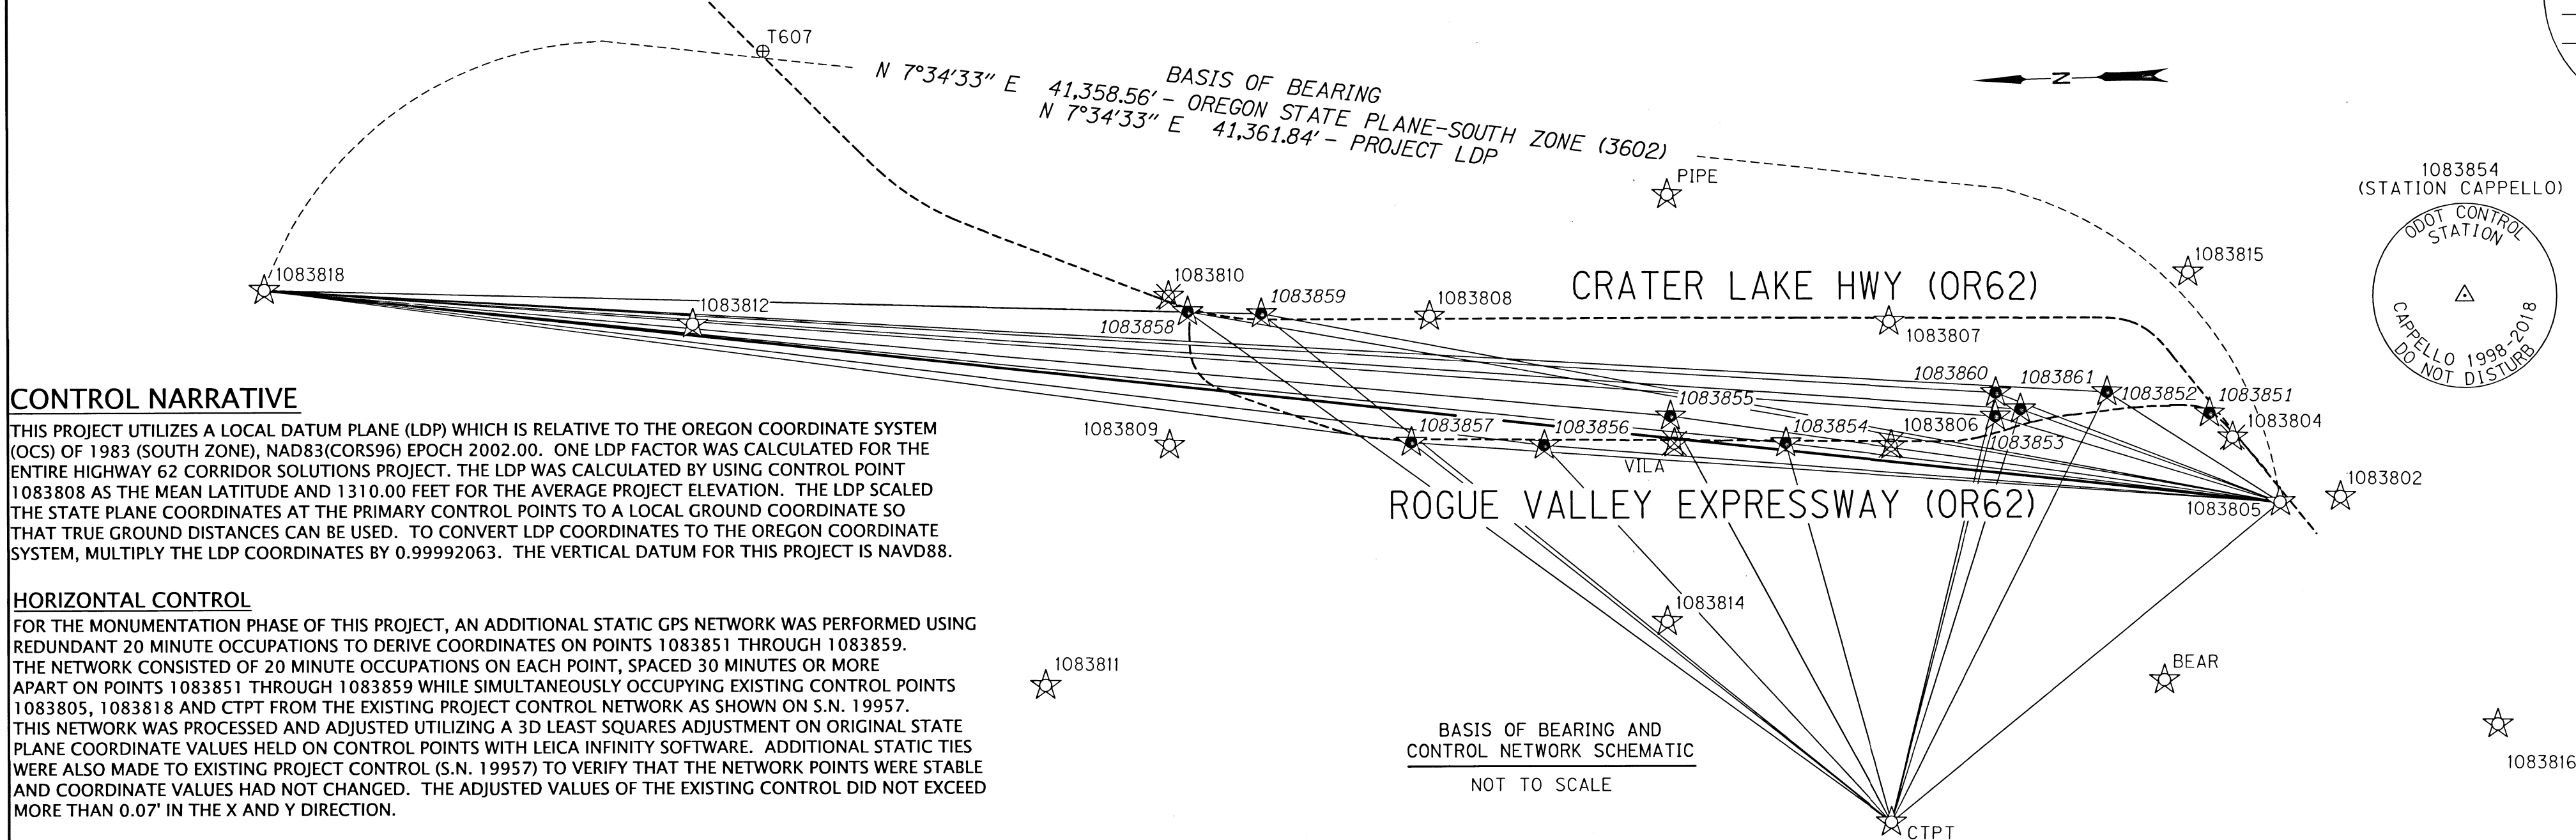 T607
BASIS OF BEARING
N 7°34'33" E 41,358.56' – OREGON STATE PLANE-SOUTH ZONE (3602)
N 7°34'33" E 41,361.84' – PROJECT LDP
N
PIPE
1083854
(STATION CAPPELLO)
ODOT CONTROL
STATION
CAPPELLO 1998-2018
DO NOT DISTURB
1083818
1083812
1083810
1083858
1083859
1083808
CRATER LAKE HWY (OR62)
1083807
1083815
1083860
1083861
1083852
1083851
1083804
1083855
1083809
1083857
1083856
VILA
1083854
1083806
1083853
1083802
1083805
ROGUE VALLEY EXPRESSWAY (OR62)
CONTROL NARRATIVE
THIS PROJECT UTILIZES A LOCAL DATUM PLANE (LDP) WHICH IS RELATIVE TO THE OREGON COORDINATE SYSTEM
(OCS) OF 1983 (SOUTH ZONE), NAD83(CORS96) EPOCH 2002.00. ONE LDP FACTOR WAS CALCULATED FOR THE
ENTIRE HIGHWAY 62 CORRIDOR SOLUTIONS PROJECT. THE LDP WAS CALCULATED BY USING CONTROL POINT
1083808 AS THE MEAN LATITUDE AND 1310.00 FEET FOR THE AVERAGE PROJECT ELEVATION. THE LDP SCALED
THE STATE PLANE COORDINATES AT THE PRIMARY CONTROL POINTS TO A LOCAL GROUND COORDINATE SO
THAT TRUE GROUND DISTANCES CAN BE USED. TO CONVERT LDP COORDINATES TO THE OREGON COORDINATE
SYSTEM, MULTIPLY THE LDP COORDINATES BY 0.99992063. THE VERTICAL DATUM FOR THIS PROJECT IS NAVD88.
HORIZONTAL CONTROL
FOR THE MONUMENTATION PHASE OF THIS PROJECT, AN ADDITIONAL STATIC GPS NETWORK WAS PERFORMED USING
REDUNDANT 20 MINUTE OCCUPATIONS TO DERIVE COORDINATES ON POINTS 1083851 THROUGH 1083859.
THE NETWORK CONSISTED OF 20 MINUTE OCCUPATIONS ON EACH POINT, SPACED 30 MINUTES OR MORE
APART ON POINTS 1083851 THROUGH 1083859 WHILE SIMULTANEOUSLY OCCUPYING EXISTING CONTROL POINTS
1083805, 1083818 AND CTPT FROM THE EXISTING PROJECT CONTROL NETWORK AS SHOWN ON S.N. 19957.
THIS NETWORK WAS PROCESSED AND ADJUSTED UTILIZING A 3D LEAST SQUARES ADJUSTMENT ON ORIGINAL STATE
PLANE COORDINATE VALUES HELD ON CONTROL POINTS WITH LEICA INFINITY SOFTWARE. ADDITIONAL STATIC TIES
WERE ALSO MADE TO EXISTING PROJECT CONTROL (S.N. 19957) TO VERIFY THAT THE NETWORK POINTS WERE STABLE
AND COORDINATE VALUES HAD NOT CHANGED. THE ADJUSTED VALUES OF THE EXISTING CONTROL DID NOT EXCEED
MORE THAN 0.07' IN THE X AND Y DIRECTION.
1083814
1083811
BEAR
1083816
BASIS OF BEARING AND
CONTROL NETWORK SCHEMATIC
NOT TO SCALE
CTPT